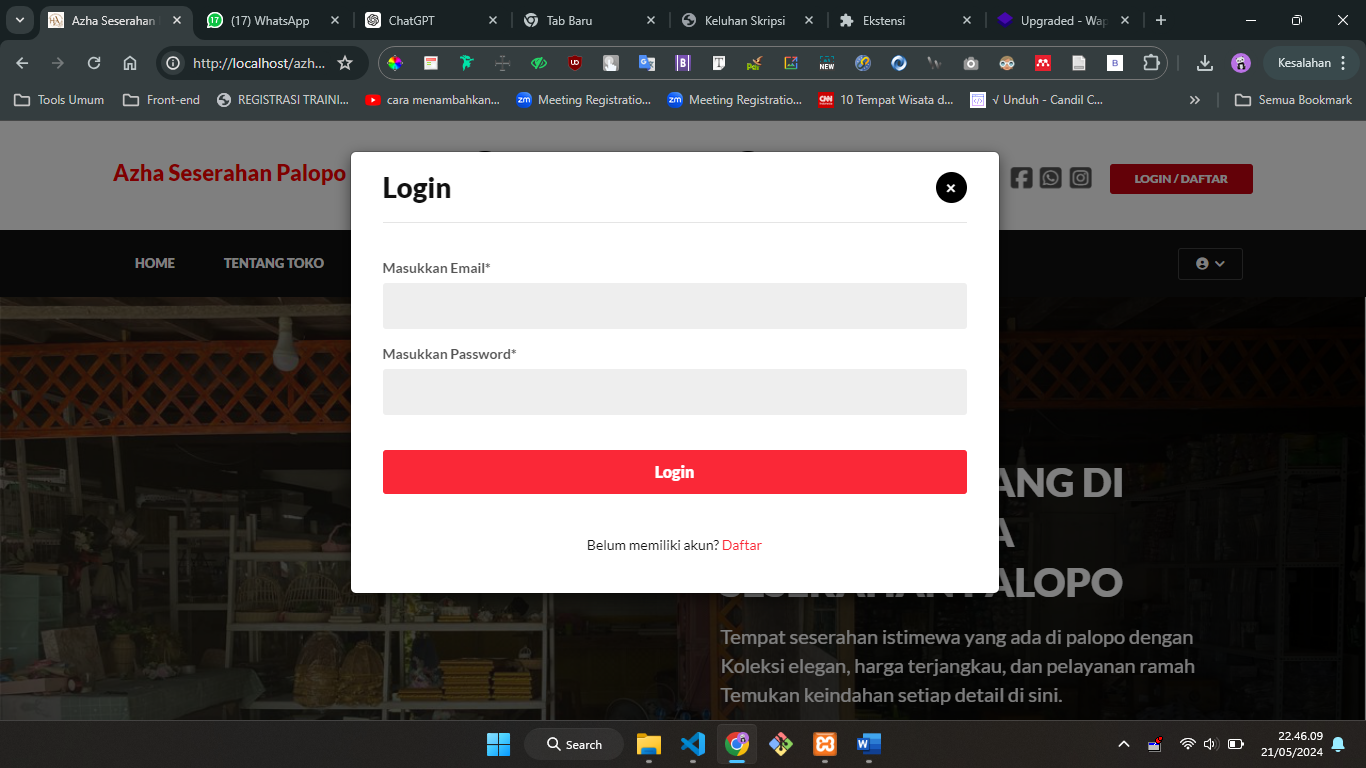 Azha Seserahan
(17) WhatsApp
ChatGPT
Tab Baru
Keluhan Skripsi
Ekstensi
Upgraded - Wap
http://localhost/azh...
NEW
Kesalahan
Tools Umum
Front-end
REGISTRASI TRAINI...
cara menambahkan...
Meeting Registratio...
Meeting Registratio...
10 Tempat Wisata d...
√ Unduh - Candil C...
Semua Bookmark
Azha Seserahan Palopo
LOGIN / DAFTAR
Login
HOME
TENTANG TOKO
Masukkan Email*
Masukkan Password*
Login
Belum memiliki akun? Daftar
ANG DI
A
SESERAHAN PALOPO
Tempat seserahan istimewa yang ada di palopo dengan
Koleksi elegan, harga terjangkau, dan pelayanan ramah
Temukan keindahan setiap detail di sini.
Search
22.46.09
21/05/2024